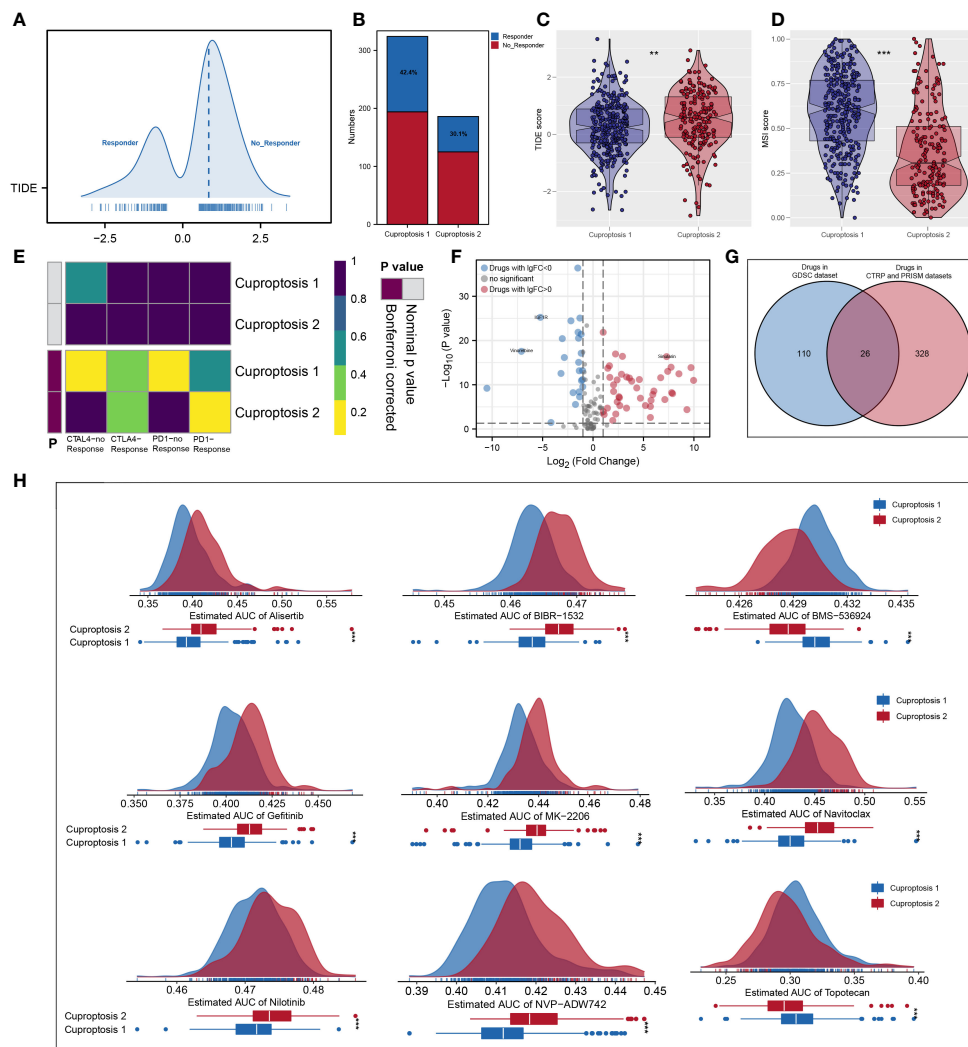 A
TIDE
Responder
No_Responder
−2.5
0.0
2.5
B
Numbers
300
200
100
0
42.4%
Cuproptosis 1
Cuproptosis 2
Responder
No_Responder
C
TIDE score
2
0
−2
**
Cuproptosis 1
Cuproptosis 2
D
MSI score
1.00
0.75
0.50
0.25
0.00
***
Cuproptosis 1
Cuproptosis 2
E
Cuproptosis 1
Cuproptosis 2
Cuproptosis 1
Cuproptosis 2
P
CTAL4−no
Response
CTLA4−
Response
PD1−no
Response
PD1−
Response
1
0.8
0.6
0.4
0.2
P value
Nominal p value
Bonferroni corrected
F
Drugs with lgFC<0
no significant
Drugs with lgFC>0
−Log10 (P value)
35
20
10
0
Vinorelbine
−10
−5
0
5
10
Log2 (Fold Change)
G
Drugs in
GDSC dataset
Drugs in
CTRP and PRISM datasets
110
26
328
H
Cuproptosis 1
Cuproptosis 2
0.35
0.40
0.45
0.50
0.55
Estimated AUC of Alisertib
Cuproptosis 2
Cuproptosis 1
***
0.45
0.46
0.47
Estimated AUC of BIBR−1532
***
0.426
0.429
0.432
0.435
Estimated AUC of BMS−536924
***
Cuproptosis 1
Cuproptosis 2
0.350
0.375
0.400
0.425
0.450
Estimated AUC of Gefitinib
Cuproptosis 2
Cuproptosis 1
***
0.40
0.42
0.44
0.46
0.48
Estimated AUC of MK−2206
***
0.35
0.40
0.45
0.50
0.55
Estimated AUC of Navitoclax
***
Cuproptosis 1
Cuproptosis 2
0.46
0.47
0.48
Estimated AUC of Nilotinib
Cuproptosis 2
Cuproptosis 1
***
0.39
0.40
0.41
0.42
0.43
0.44
0.45
Estimated AUC of NVP−ADW742
***
0.25
0.30
0.35
0.40
Estimated AUC of Topotecan
***